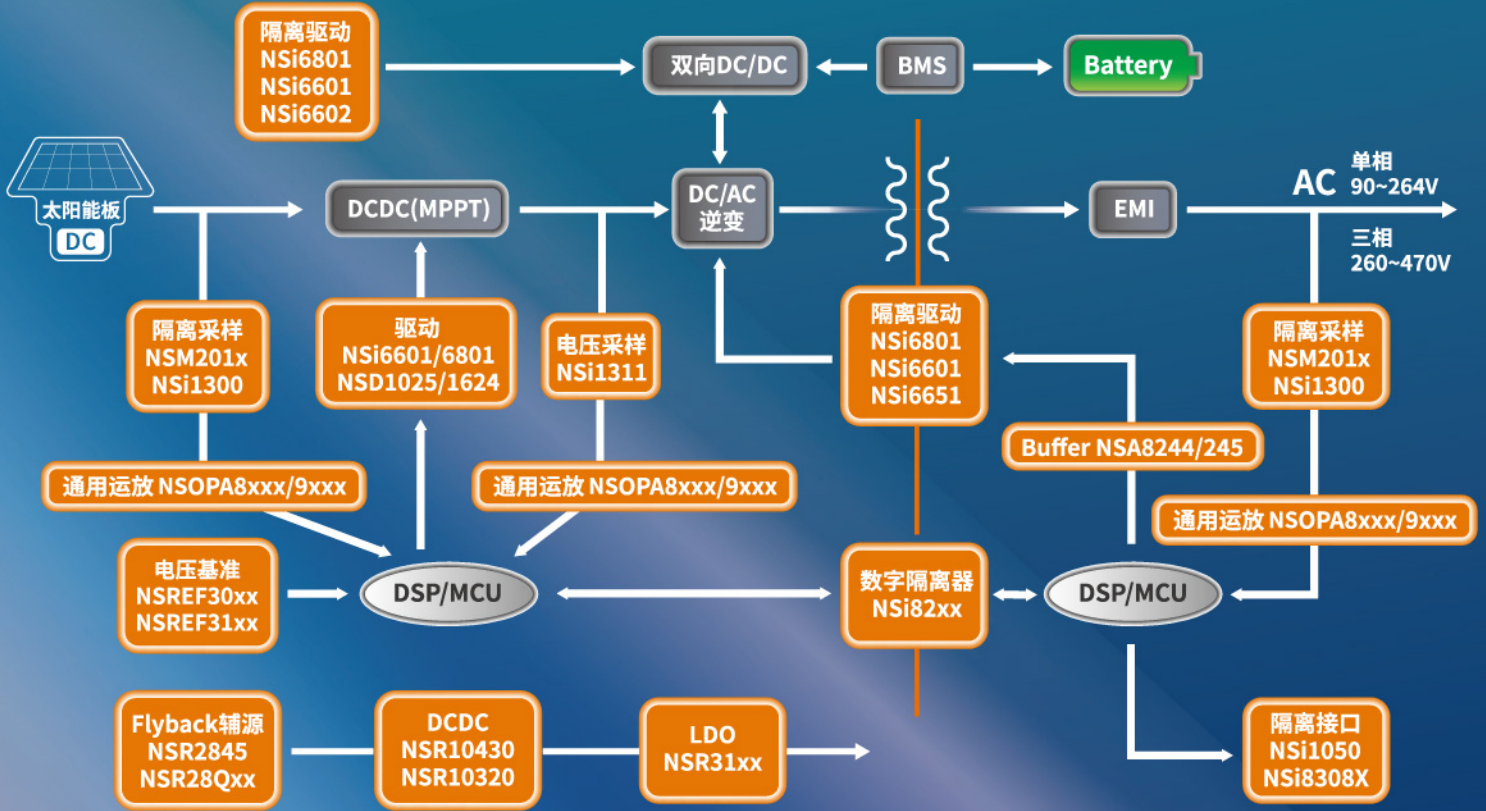 隔离驱动
NSi6801
NSi6601
NSi6602
双向DC/DC
BMS
Battery
太阳能板
DC
DCDC(MPPT)
DC/AC
逆变
EMI
AC
单相
90~264V
三相
260~470V
隔离采样
NSM201x
NSi1300
驱动
NSi6601/6801
NSD1025/1624
电压采样
NSi1311
隔离驱动
NSi6801
NSi6601
NSi6651
隔离采样
NSM201x
NSi1300
Buffer NSA8244/245
通用运放 NSOPA8xxx/9xxx
通用运放 NSOPA8xxx/9xxx
通用运放 NSOPA8xxx/9xxx
电压基准
NSREF30xx
NSREF31xx
DSP/MCU
数字隔离器
NSi82xx
DSP/MCU
Flyback辅源
NSR2845
NSR28Qxx
DCDC
NSR10430
NSR10320
LDO
NSR31xx
隔离接口
NSi1050
NSi8308X